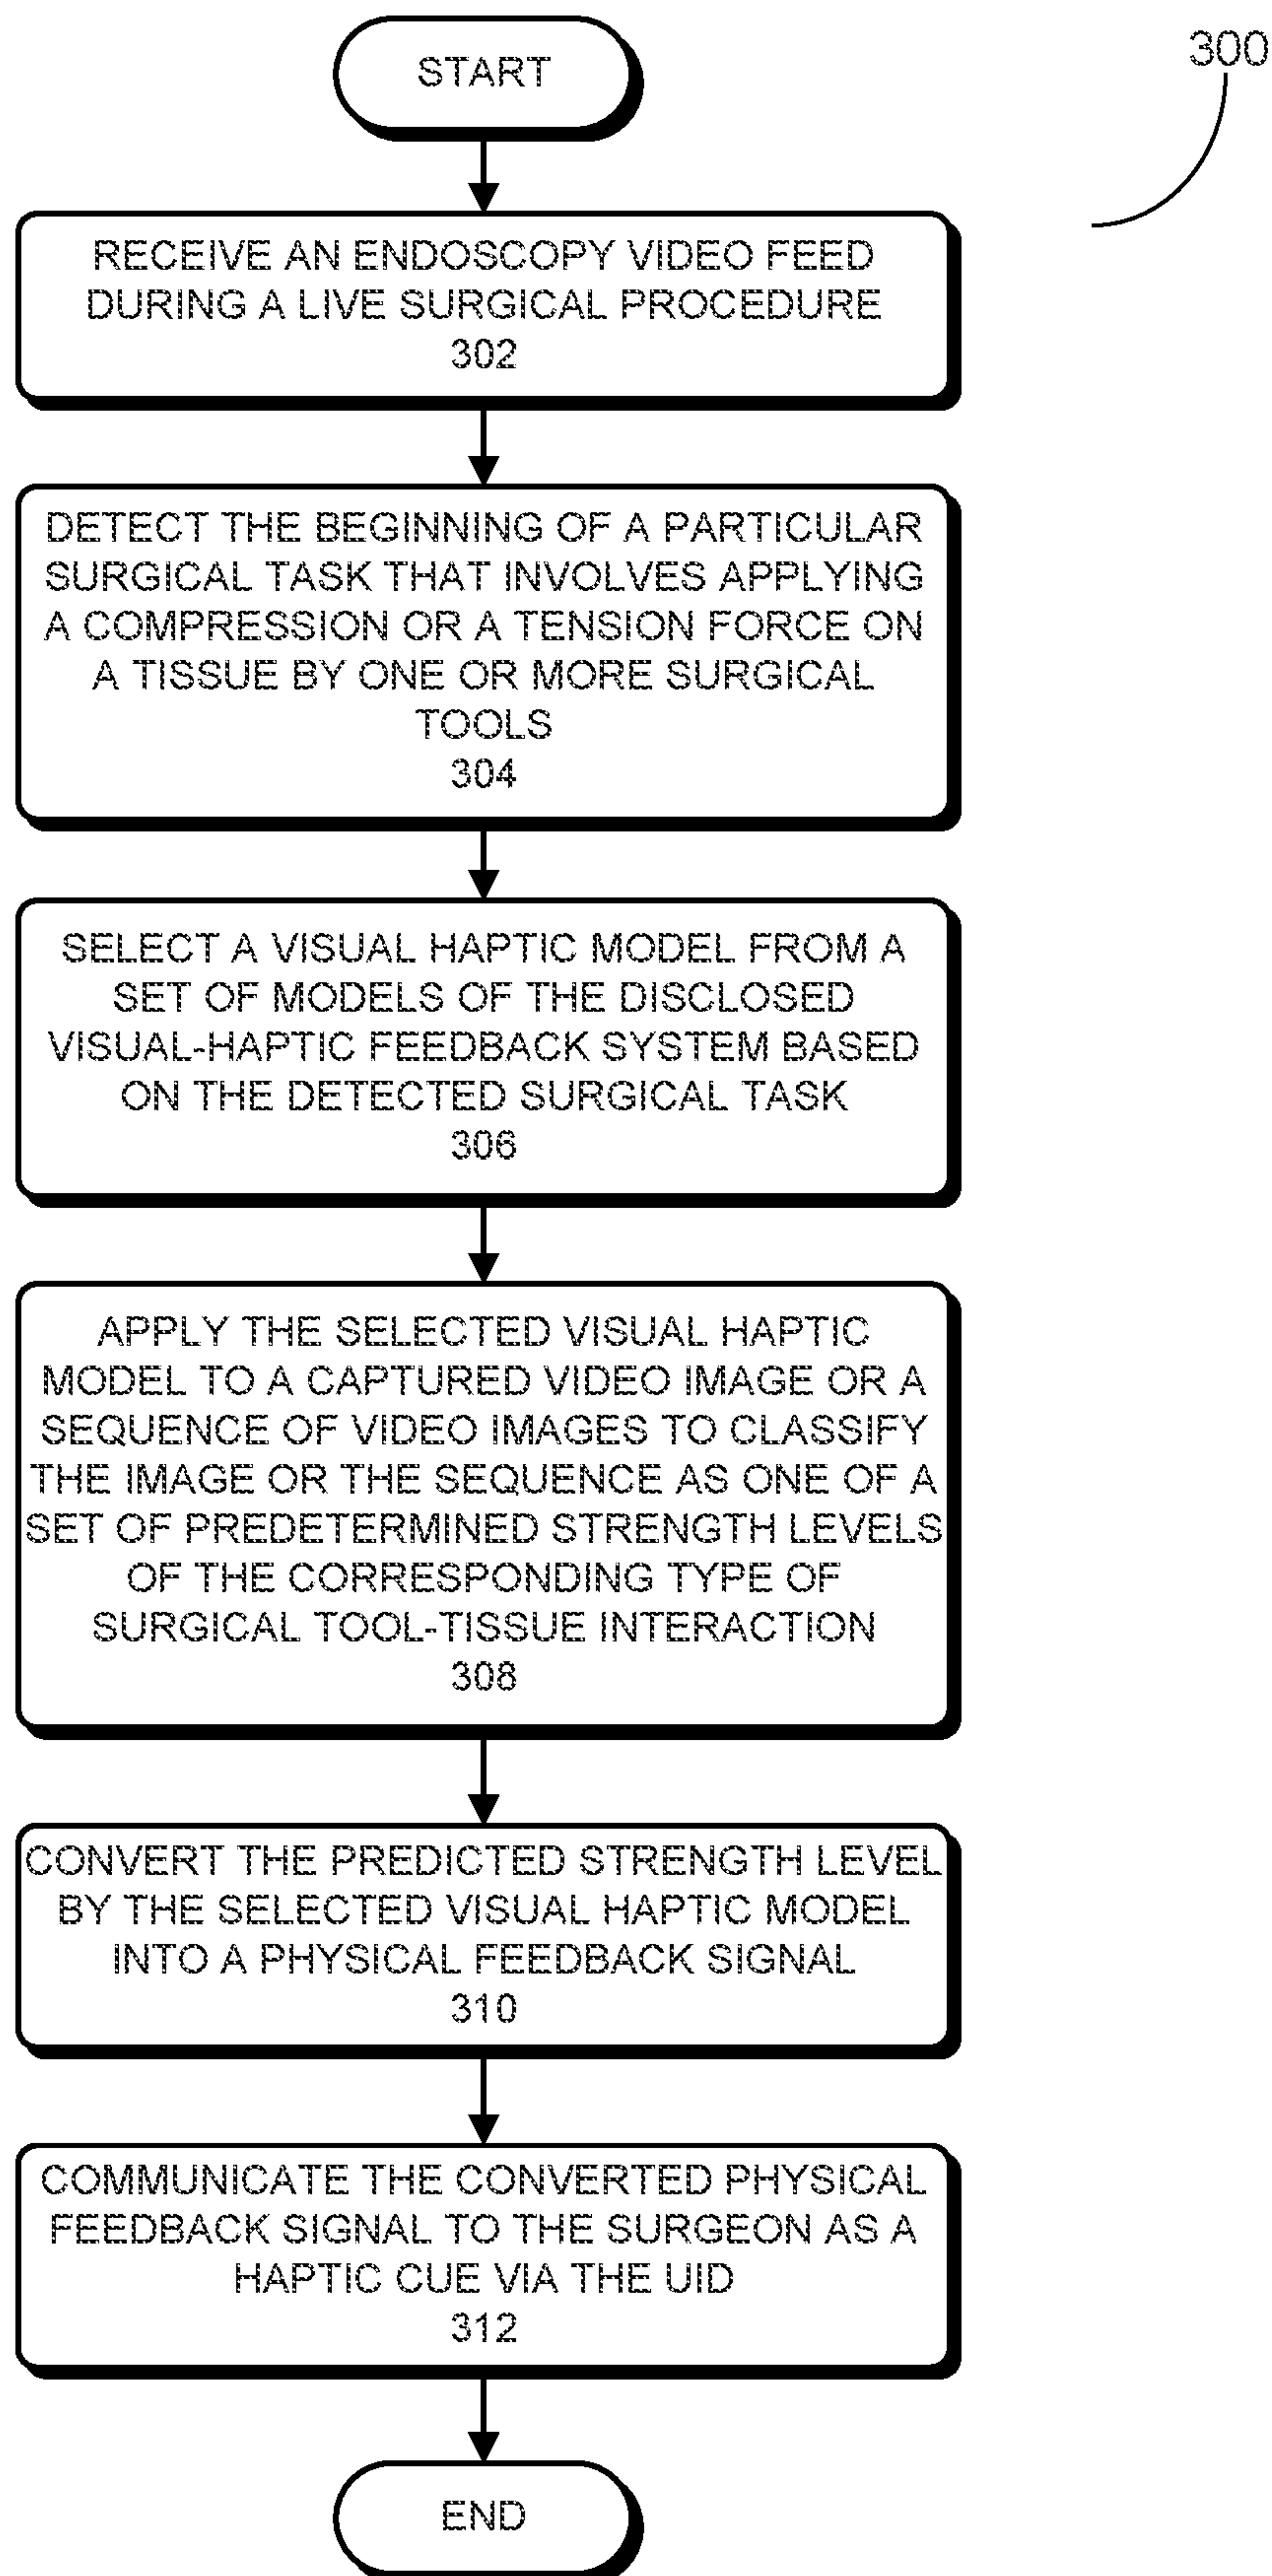 START
300
RECEIVE AN ENDOSCOPY VIDEO FEED
DURING A LIVE SURGICAL PROCEDURE
302
DETECT THE BEGINNING OF A PARTICULAR
SURGICAL TASK THAT INVOLVES APPLYING
A COMPRESSION OR A TENSION FORCE ON
A TISSUE BY ONE OR MORE SURGICAL
TOOLS
304
SELECT A VISUAL HAPTIC MODEL FROM A
SET OF MODELS OF THE DISCLOSED
VISUAL-HAPTIC FEEDBACK SYSTEM BASED
ON THE DETECTED SURGICAL TASK
306
APPLY THE SELECTED VISUAL HAPTIC
MODEL TO A CAPTURED VIDEO IMAGE OR A
SEQUENCE OF VIDEO IMAGES TO CLASSIFY
THE IMAGE OR THE SEQUENCE AS ONE OF A
SET OF PREDETERMINED STRENGTH LEVELS
OF THE CORRESPONDING TYPE OF
SURGICAL TOOL-TISSUE INTERACTION
308
CONVERT THE PREDICTED STRENGTH LEVEL
BY THE SELECTED VISUAL HAPTIC MODEL
INTO A PHYSICAL FEEDBACK SIGNAL
310
COMMUNICATE THE CONVERTED PHYSICAL
FEEDBACK SIGNAL TO THE SURGEON AS A
HAPTIC CUE VIA THE UID
312
END